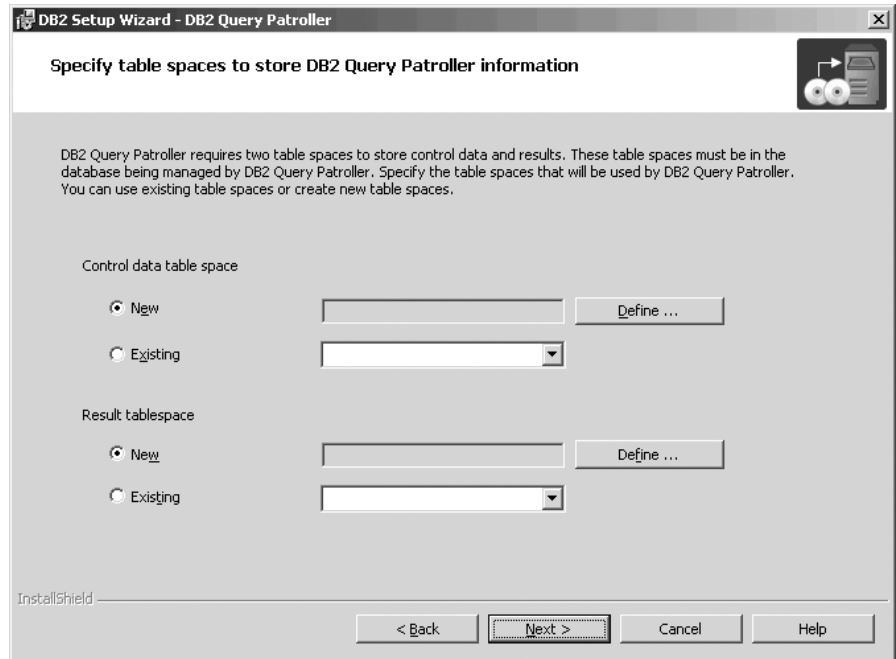 DB2 Setup Wizard - DB2 Query Patroller
Specify table spaces to store DB2 Query Patroller information
DB2 Query Patroller requires two table spaces to store control data and results. These table spaces must be in the
database being managed by DB2 Query Patroller. Specify the table spaces that will be used by DB2 Query Patroller.
You can use existing table spaces or create new table spaces.
Control data table space
New
Define ...
Existing
Result tablespace
New
Define ...
Existing
InstallShield
< Back
Next >
Cancel
Help